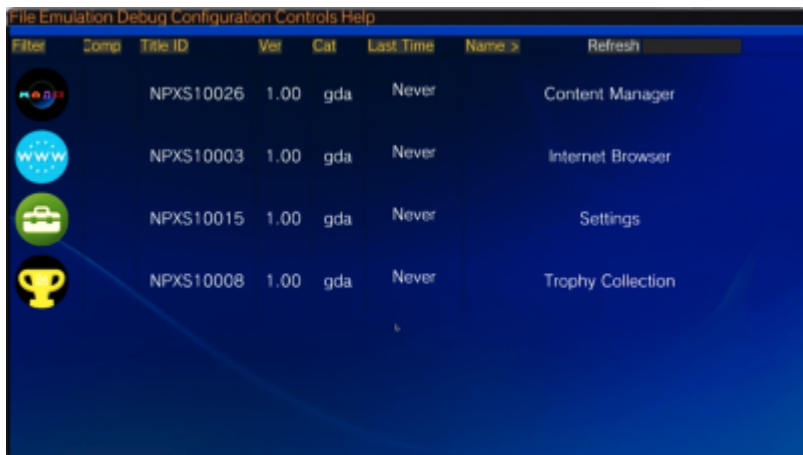 File Emulation Debug Configuration Controls Help
Filter Comp Title ID Ver Cat Last Time Name > Refresh
NPXS10026 1.00 gda Never Content Manager
www NPXS10003 1.00 gda Never Internet Browser
NPXS10015 1.00 gda Never Settings
NPXS10008 1.00 gda Never Trophy Collection